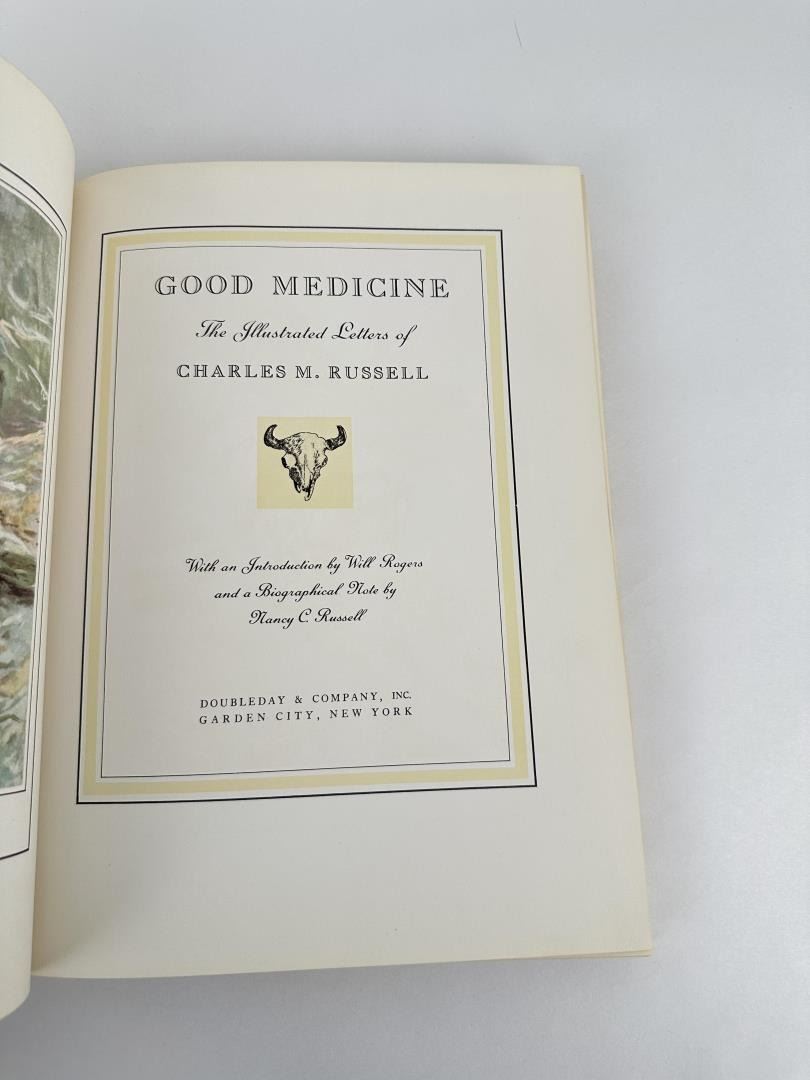 GOOD MEDICINE
The Illustrated Letters of
CHARLES M. RUSSELL
With an Introduction by Will Rogers
and a Biographical Note by
Nancy C. Russell
DOUBLEDAY & COMPANY, INC.
GARDEN CITY, NEW YORK